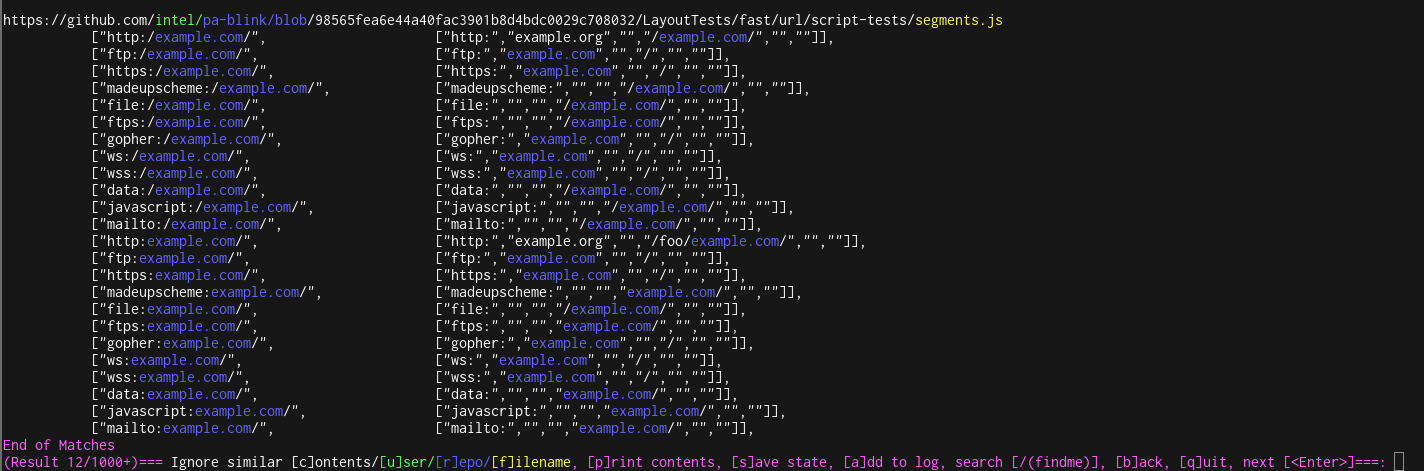 https://github.com/intel/pa-blink/blob/98565fea6e44a40fac3901b8d4bdc0029c708032/LayoutTests/fast/url/script-tests/segments.js
["http:/example.com/", ["http:","example.org","","/example.com/","",""]],
["ftp:/example.com/", ["ftp:","example.com","","/","",""]],
["https:/example.com/", ["https:","example.com","","/","",""]],
["madeupscheme:/example.com/", ["madeupscheme:","","","/example.com/","",""]],
["file:/example.com/", ["file:","","","/example.com/","",""]],
["ftps:/example.com/", ["ftps:","","","/example.com/","",""]],
["gopher:/example.com/", ["gopher:","example.com","","/","",""]],
["ws:/example.com/", ["ws:","example.com","","/","",""]],
["wss:/example.com/", ["wss:","example.com","","/","",""]],
["data:/example.com/", ["data:","","","/example.com/","",""]],
["javascript:/example.com/", ["javascript:","","","/example.com/","",""]],
["mailto:/example.com/", ["mailto:","","","/example.com/","",""]],
["http:example.com/", ["http:","example.org","","/foo/example.com/","",""]],
["ftp:example.com/", ["ftp:","example.com","","/","",""]],
["https:example.com/", ["https:","example.com","","/","",""]],
["madeupscheme:example.com/", ["madeupscheme:","","","example.com/","",""]],
["file:example.com/", ["file:","","","/example.com/","",""]],
["ftps:example.com/", ["ftps:","","","example.com/","",""]],
["gopher:example.com/", ["gopher:","example.com","","/","",""]],
["ws:example.com/", ["ws:","example.com","","/","",""]],
["wss:example.com/", ["wss:","example.com","","/","",""]],
["data:example.com/", ["data:","","","example.com/","",""]],
["javascript:example.com/", ["javascript:","","","example.com/","",""]],
["mailto:example.com/", ["mailto:","","","example.com/","",""]],
End of Matches
(Result 12/1000+)=== Ignore similar [c]ontents/[u]ser/[r]epo/[f]ilename, [p]rint contents, [s]ave state, [a]dd to log, search [/(findme)], [b]ack, [q]uit, next [<Enter>]===: